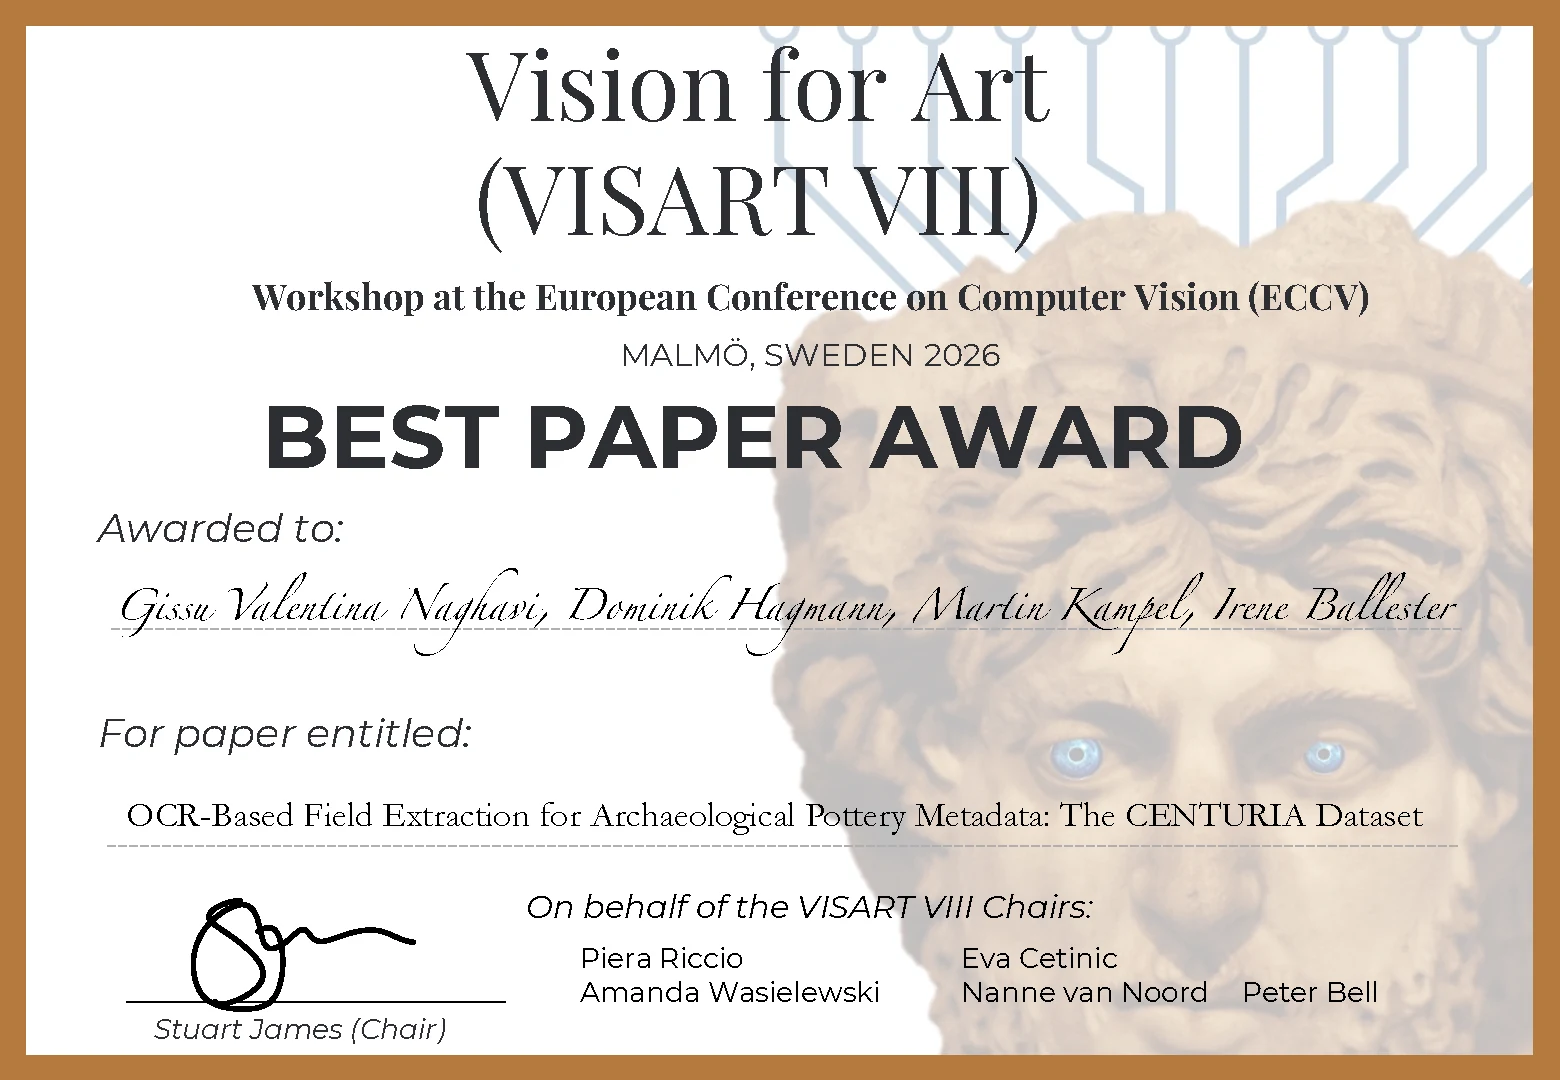 Vision for Art
(VISART VIII)
Workshop at the European Conference on Computer Vision (ECCV)
MALMÖ, SWEDEN 2026
BEST PAPER AWARD
Awarded to:
Gissu Valentina Naghavi, Dominik Hagmann, Martin Kampel, Irene Ballester
For paper entitled:
OCR-Based Field Extraction for Archaeological Pottery Metadata: The CENTURIA Dataset
On behalf of the VISART VIII Chairs:
Piera Riccio Eva Cetinic
Amanda Wasielewski Nanne van Noord Peter Bell
Stuart James (Chair)